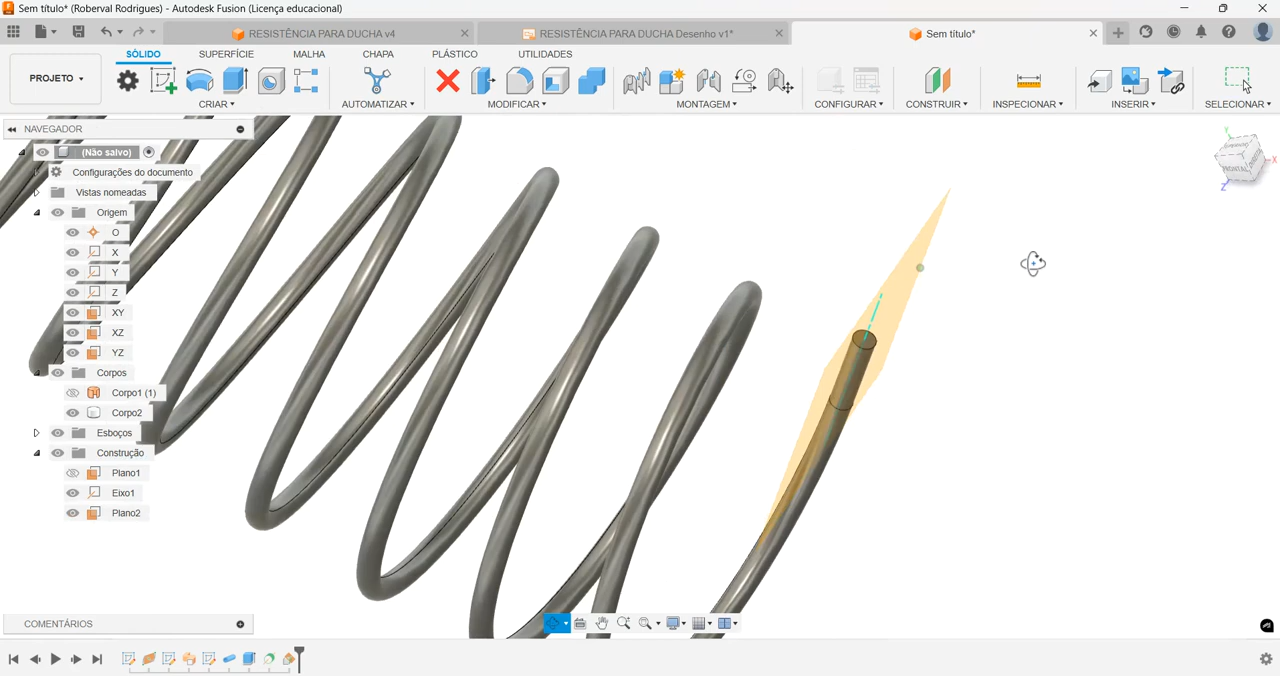 Sem título* (Roberval Rodrigues) - Autodesk Fusion (Licença educacional)
RESISTÊNCIA PARA DUCHA v4
RESISTÊNCIA PARA DUCHA Desenho v1*
Sem título*
SÓLIDO
SUPERFÍCIE
MALHA
CHAPA
PLÁSTICO
UTILIDADES
PROJETO
CRIAR
AUTOMATIZAR
MODIFICAR
MONTAGEM
CONFIGURAR
CONSTRUIR
INSPECIONAR
INSERIR
SELECIONAR
NAVEGADOR
(Não salvo)
Configurações do documento
Vistas nomeadas
Origem
O
X
Y
Z
XY
XZ
YZ
Corpos
Corpo1 (1)
Corpo2
Esboços
Construção
Plano1
Eixo1
Plano2
Y
X
Z
COMENTÁRIOS